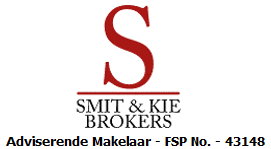 S
SMIT & KIE
BROKERS
Adviserende Makelaar - FSP No. - 43148